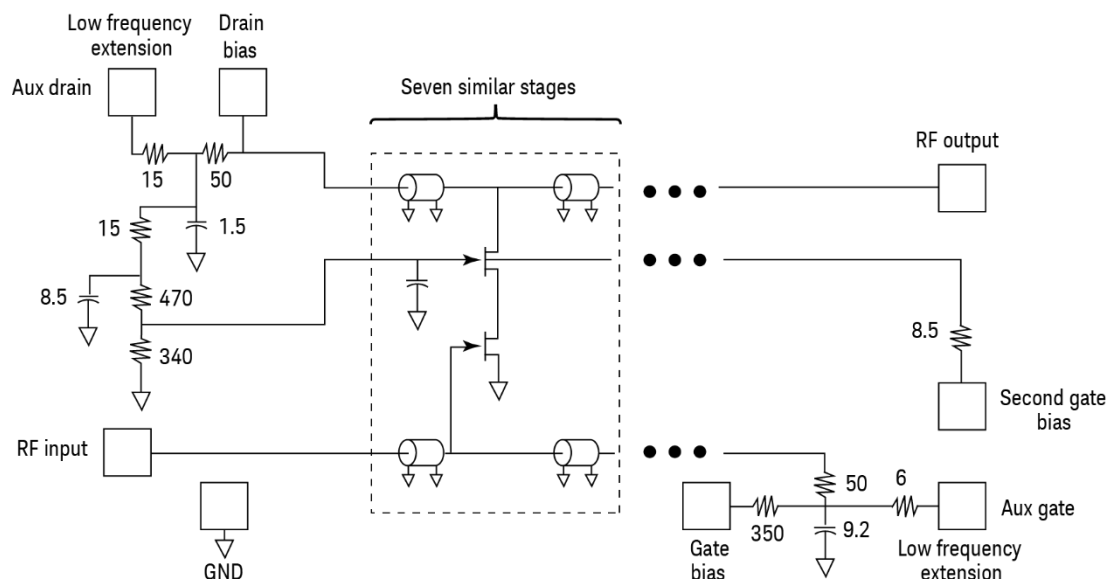 Low frequency
extension
Drain
bias
Aux drain
Seven similar stages
RF output
15
50
15
1.5
8.5
470
340
8.5
RF input
Second gate
bias
50
6
350
9.2
Aux gate
GND
Gate
bias
Low frequency
extension